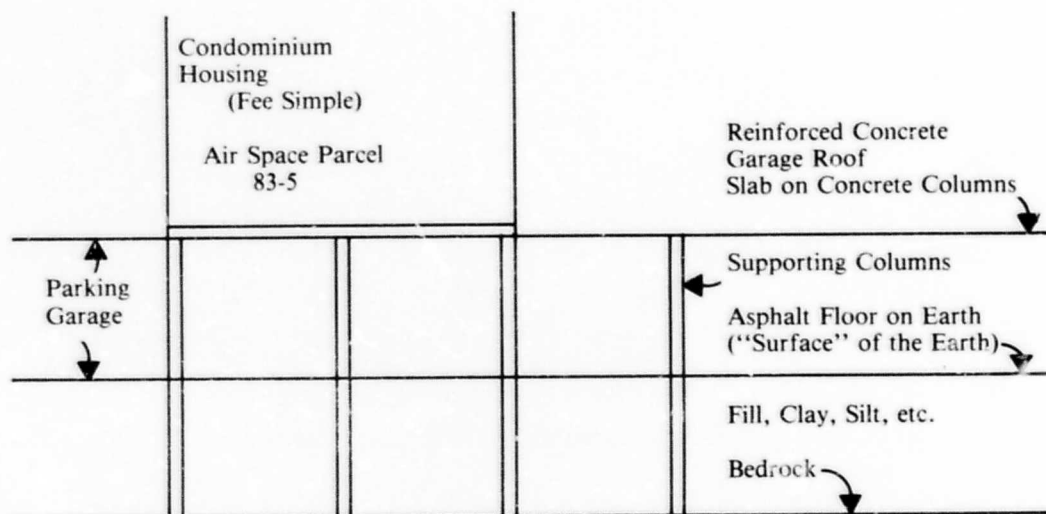 Condominium
Housing
(Fee Simple)
Air Space Parcel
83-5
Reinforced Concrete
Garage Roof
Slab on Concrete Columns
Parking
Garage
Supporting Columns
Asphalt Floor on Earth
("Surface" of the Earth)
Fill, Clay, Silt, etc.
Bedrock